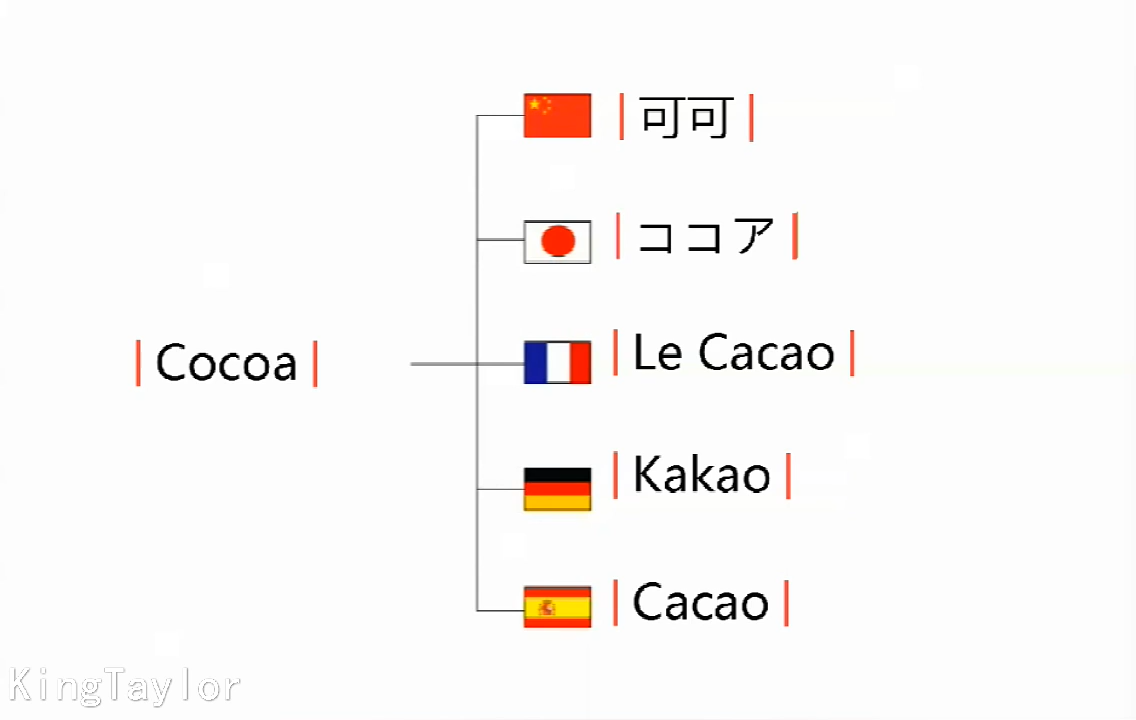 可可
ココア
Cocoa
Le Cacao
Kakao
Cacao
KingTaylor